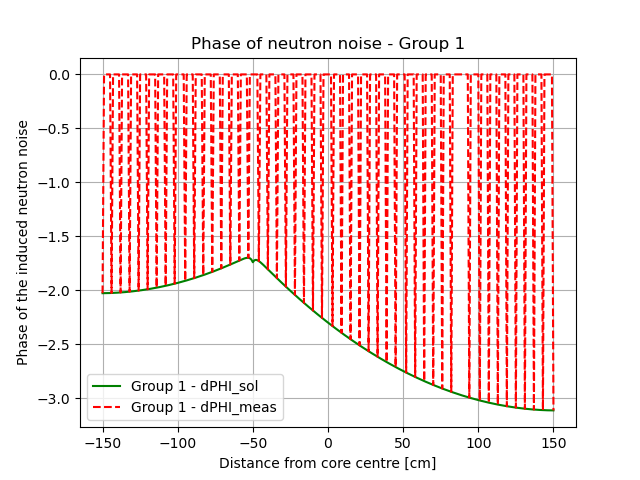 Phase of neutron noise - Group 1
Phase of the induced neutron noise
0.0
−0.5
−1.0
−1.5
−2.0
−2.5
−3.0
Group 1 - dPHI_sol
Group 1 - dPHI_meas
−150
−100
−50
0
50
100
150
Distance from core centre [cm]